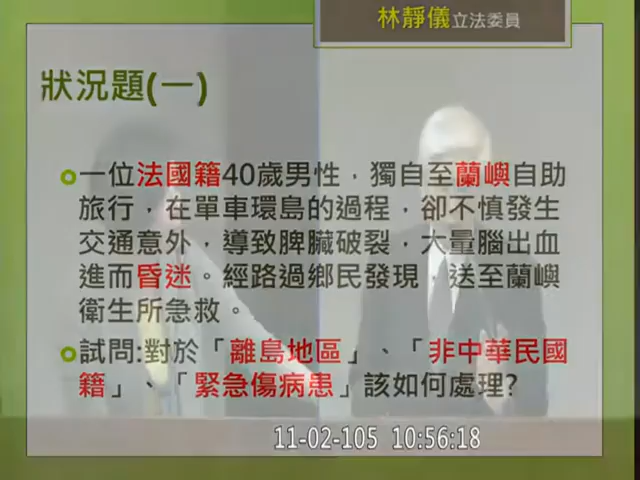 林靜儀立法委員
狀況題(一)
一位法國籍40歲男性，獨自至蘭嶼自助
旅行，在單車環島的過程，卻不慎發生
交通意外，導致脾臟破裂，大量腦出血
進而昏迷。經路過鄉民發現，送至蘭嶼
衛生所急救。
試問:對於「離島地區」、「非中華民國
籍」、「緊急傷病患」該如何處理?
11-02-105 10:56:18